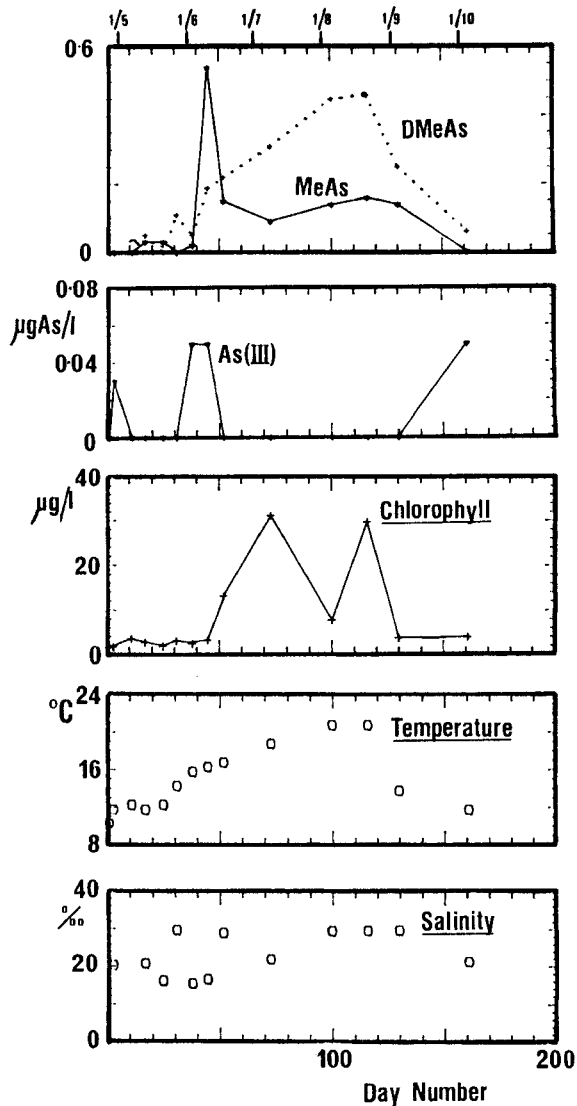 1/5 1/6 1/7 1/8 1/9 1/10
0·6
DMeAs
MeAs
0
0·08
µgAs/l
As(III)
0·04
0
40
µg/l
Chlorophyll
20
0
24
°C
Temperature
16
8
40
‰
Salinity
20
0
100 200
Day Number